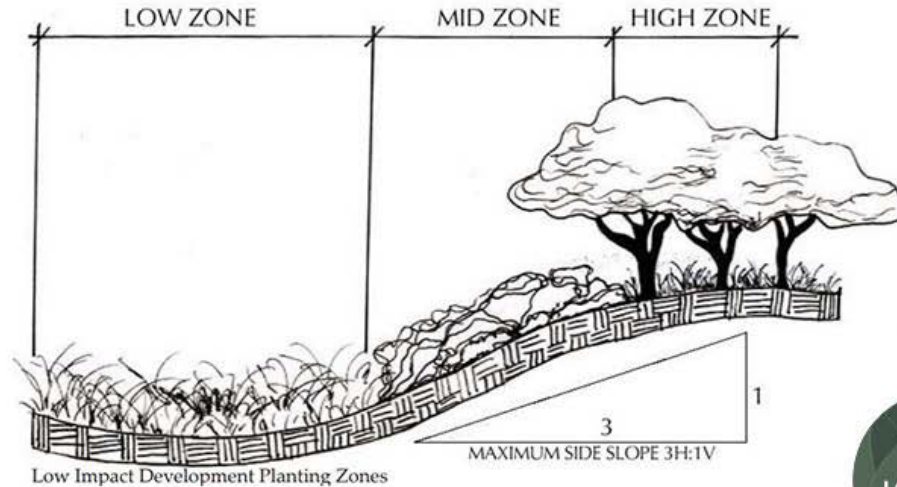 LOW ZONE MID ZONE HIGH ZONE
1
3
MAXIMUM SIDE SLOPE 3H:1V
Low Impact Development Planting Zones